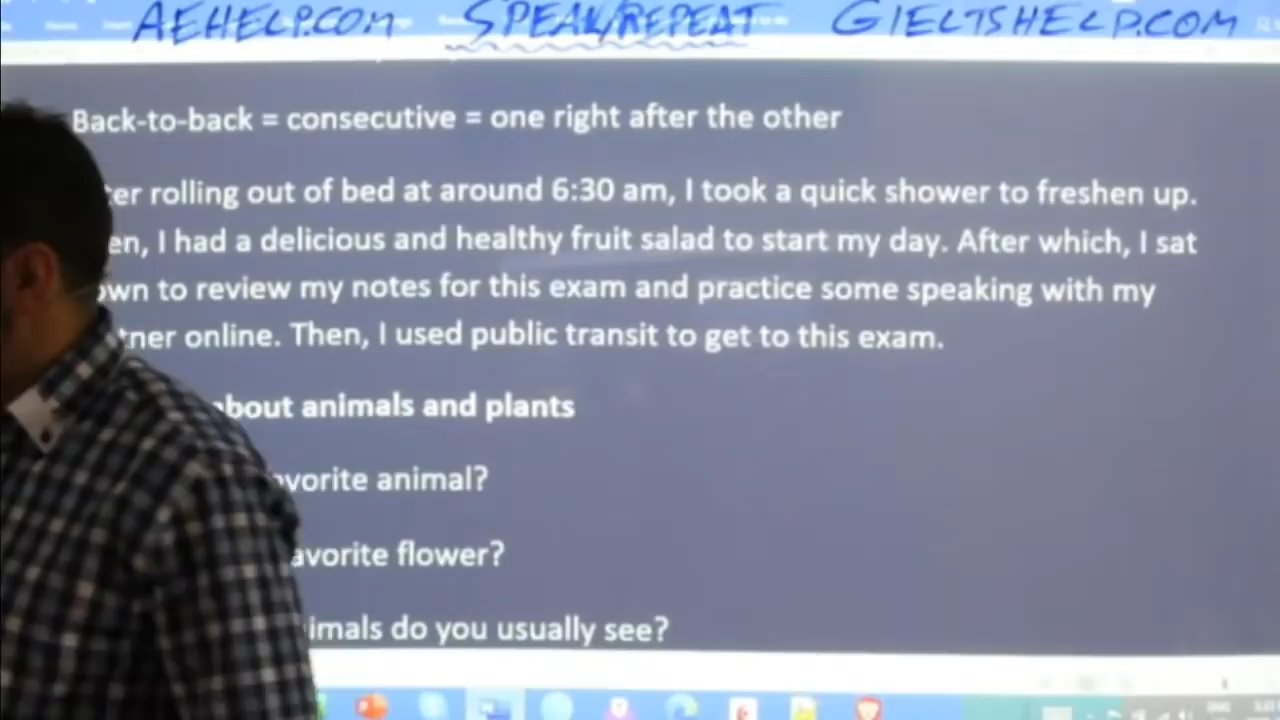 AEHELP.COM SPEAK/REPEAT GIELTSHELP.COM
Back-to-back = consecutive = one right after the other
er rolling out of bed at around 6:30 am, I took a quick shower to freshen up.
en, I had a delicious and healthy fruit salad to start my day. After which, I sat
own to review my notes for this exam and practice some speaking with my
tner online. Then, I used public transit to get to this exam.
about animals and plants
vorite animal?
avorite flower?
imals do you usually see?